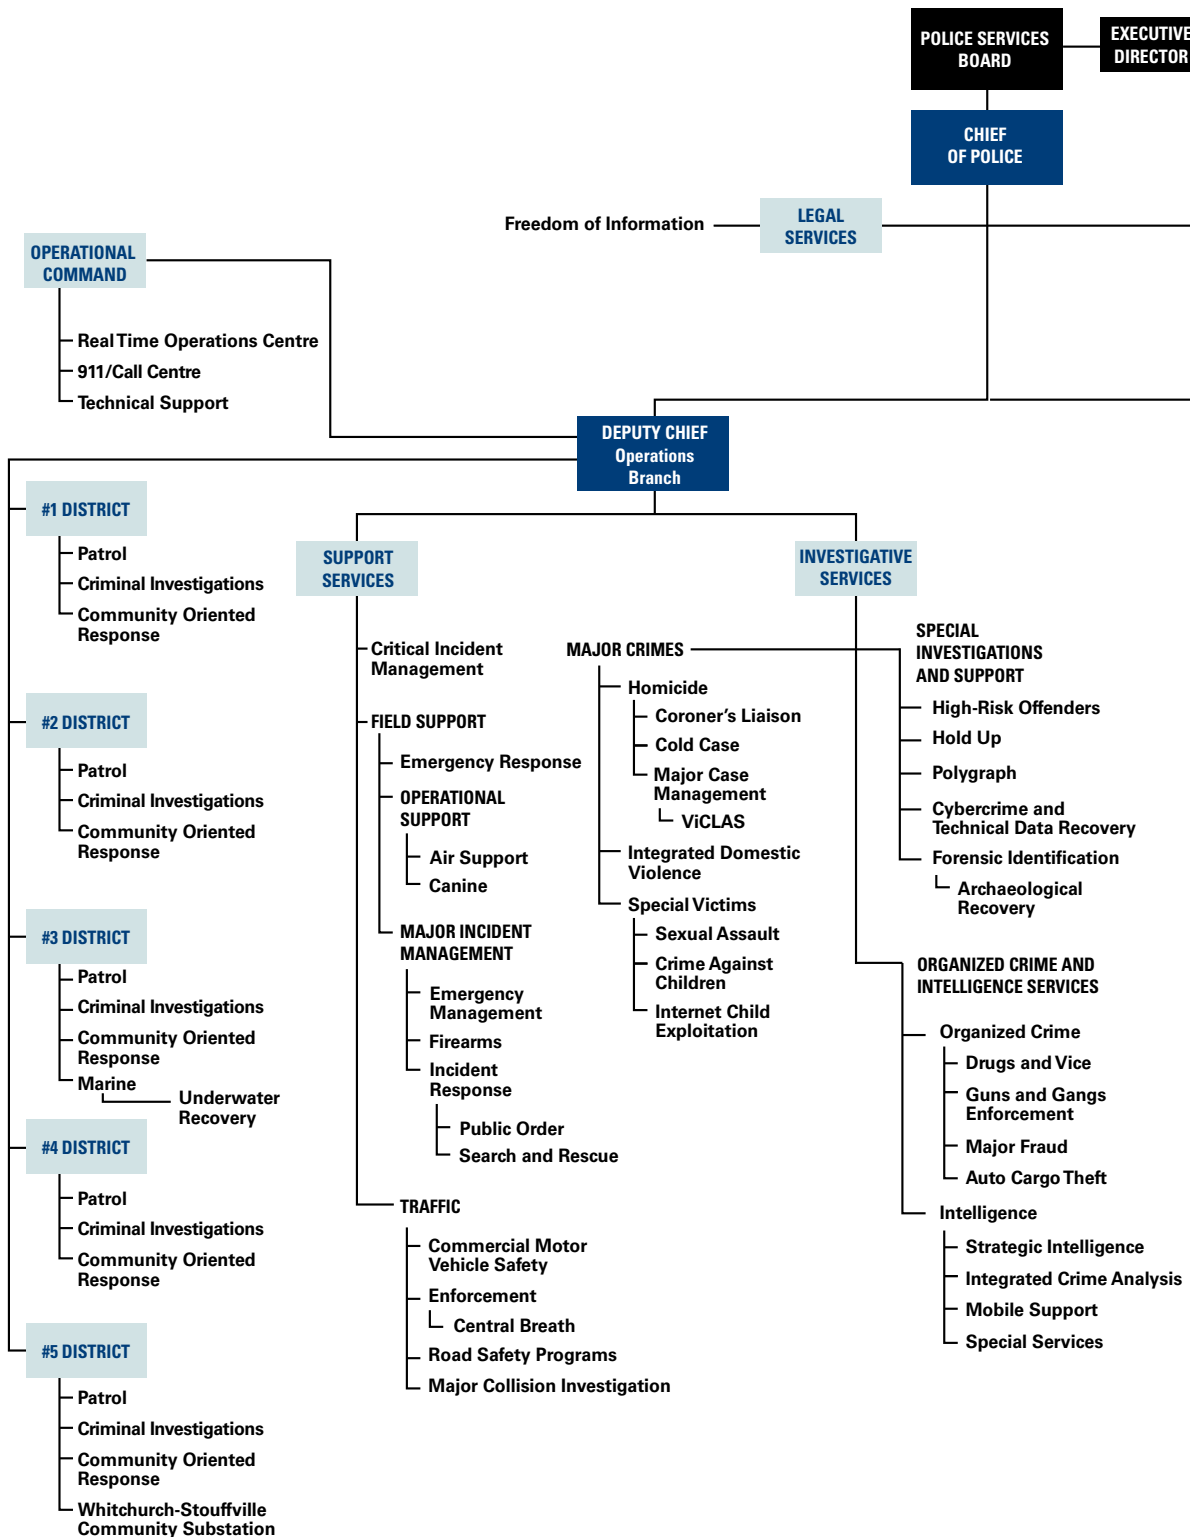 POLICE SERVICES
BOARD
EXECUTIVE
DIRECTOR
CHIEF
OF POLICE
Freedom of Information
LEGAL
SERVICES
OPERATIONAL
COMMAND
Real Time Operations Centre
911/Call Centre
Technical Support
DEPUTY CHIEF
Operations
Branch
#1 DISTRICT
Patrol
Criminal Investigations
Community Oriented
Response
#2 DISTRICT
Patrol
Criminal Investigations
Community Oriented
Response
#3 DISTRICT
Patrol
Criminal Investigations
Community Oriented
Response
Marine
Underwater
Recovery
#4 DISTRICT
Patrol
Criminal Investigations
Community Oriented
Response
#5 DISTRICT
Patrol
Criminal Investigations
Community Oriented
Response
Whitchurch-Stouffville
Community Substation
SUPPORT
SERVICES
Critical Incident
Management
FIELD SUPPORT
Emergency Response
OPERATIONAL
SUPPORT
Air Support
Canine
MAJOR INCIDENT
MANAGEMENT
Emergency
Management
Firearms
Incident
Response
Public Order
Search and Rescue
TRAFFIC
Commercial Motor
Vehicle Safety
Enforcement
Central Breath
Road Safety Programs
Major Collision Investigation
INVESTIGATIVE
SERVICES
MAJOR CRIMES
Homicide
Coroner's Liaison
Cold Case
Major Case
Management
ViCLAS
Integrated Domestic
Violence
Special Victims
Sexual Assault
Crime Against
Children
Internet Child
Exploitation
SPECIAL
INVESTIGATIONS
AND SUPPORT
High-Risk Offenders
Hold Up
Polygraph
Cybercrime and
Technical Data Recovery
Forensic Identification
Archaeological
Recovery
ORGANIZED CRIME AND
INTELLIGENCE SERVICES
Organized Crime
Drugs and Vice
Guns and Gangs
Enforcement
Major Fraud
Auto Cargo Theft
Intelligence
Strategic Intelligence
Integrated Crime Analysis
Mobile Support
Special Services